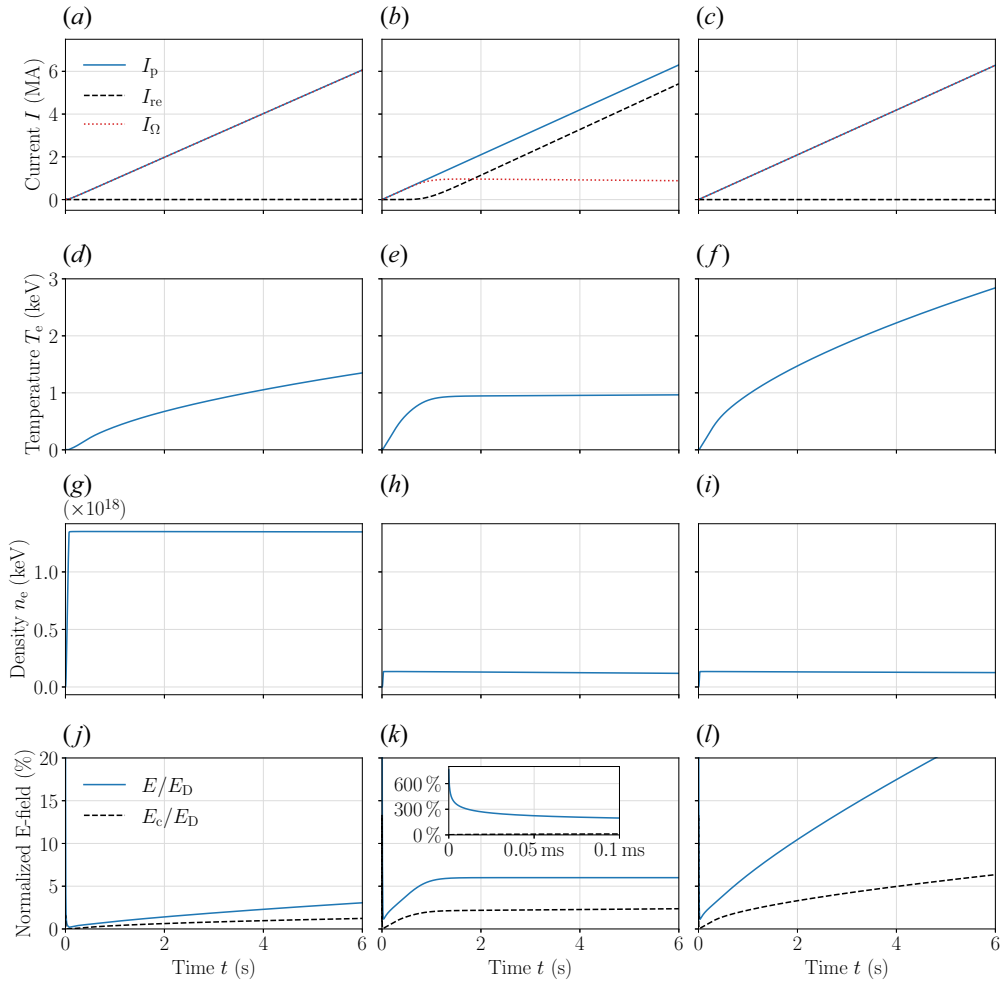 (a) (b) (c)
6
4
2
0
Current I (MA)
I_p
I_re
I_Ω
(d) (e) (f)
3
2
1
0
Temperature T_e (keV)
(g) (h) (i)
(×10^18)
1.0
0.5
0.0
Density n_e (keV)
(j) (k) (l)
20
15
10
5
0
Normalized E-field (%)
E/E_D
E_c/E_D
600 %
300 %
0 %
0 0.05 ms 0.1 ms
0 2 4 6 0 2 4 6 0 2 4 6
Time t (s) Time t (s) Time t (s)